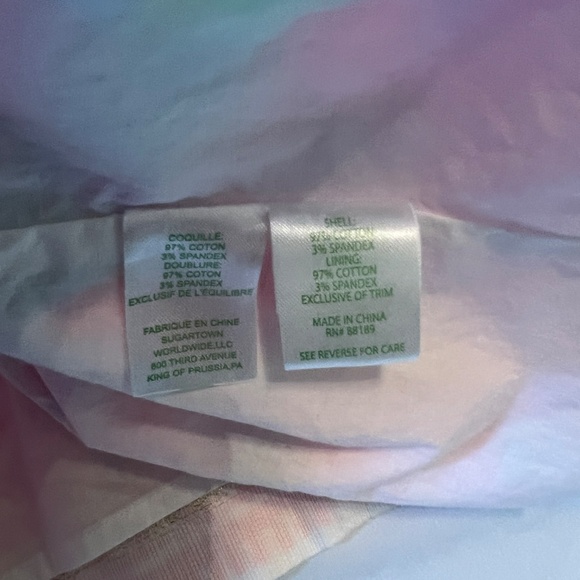 COQUILLE:
97% COTON
3% SPANDEX
DOUBLURE:
97% COTON
3% SPANDEX
EXCLUSIF DE L'EQUILIBRE
FABRIQUE EN CHINE
SUGARTOWN
WORLDWIDE,LLC
800 THIRD AVENUE
KING OF PRUSSIA,PA
SHELL:
97% COTTON
3% SPANDEX
LINING:
97% COTTON
3% SPANDEX
EXCLUSIVE OF TRIM
MADE IN CHINA
RN# 88189
SEE REVERSE FOR CARE